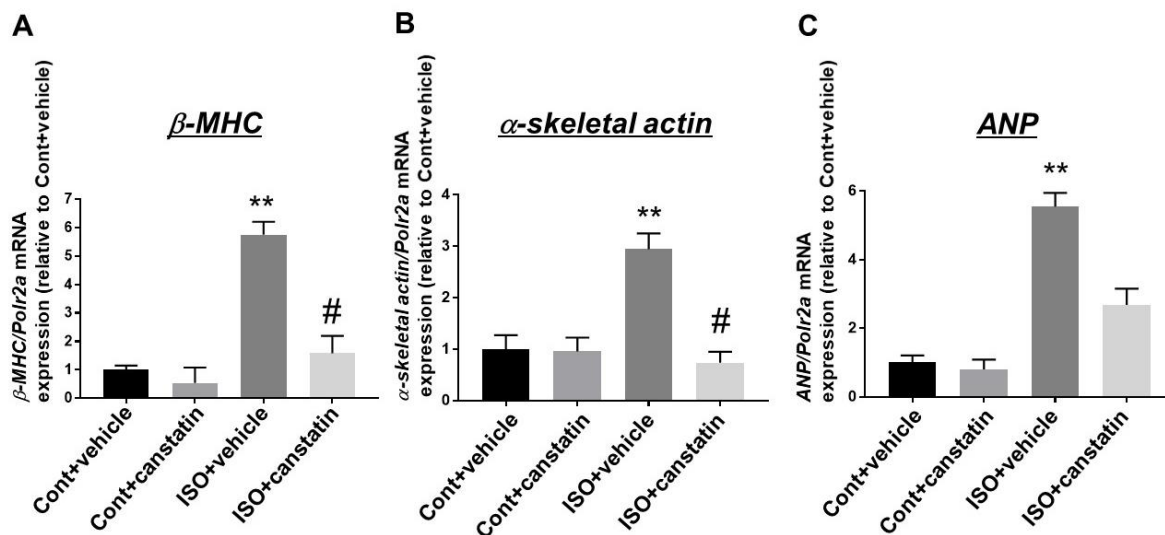 A
β-MHC
β-MHC/Polr2a mRNA
expression (relative to Cont+vehicle)
7
6
5
4
3
2
1
0
**
#
Cont+vehicle
Cont+canstatin
ISO+vehicle
ISO+canstatin
B
α-skeletal actin
α-skeletal actin/Polr2a mRNA
expression (relative to Cont+vehicle)
4
3
2
1
0
**
#
Cont+vehicle
Cont+canstatin
ISO+vehicle
ISO+canstatin
C
ANP
ANP/Polr2a mRNA
expression (relative to Cont+vehicle)
6
4
2
0
**
Cont+vehicle
Cont+canstatin
ISO+vehicle
ISO+canstatin